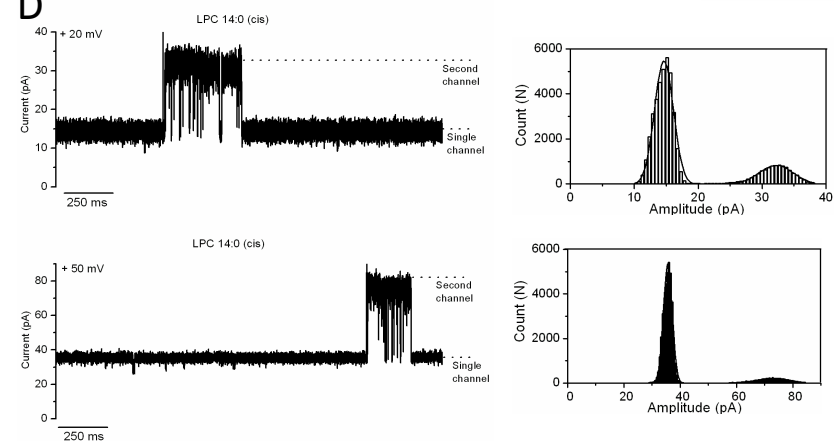 D
LPC 14:0 (cis)
+ 20 mV
Current (pA)
40
30
20
10
0
Second
channel
Single
channel
250 ms
Count (N)
6000
4000
2000
0
0 10 20 30 40
Amplitude (pA)
LPC 14:0 (cis)
+ 50 mV
Current (pA)
80
60
40
20
0
Second
channel
Single
channel
250 ms
Count (N)
6000
4000
2000
0
0 20 40 60 80
Amplitude (pA)